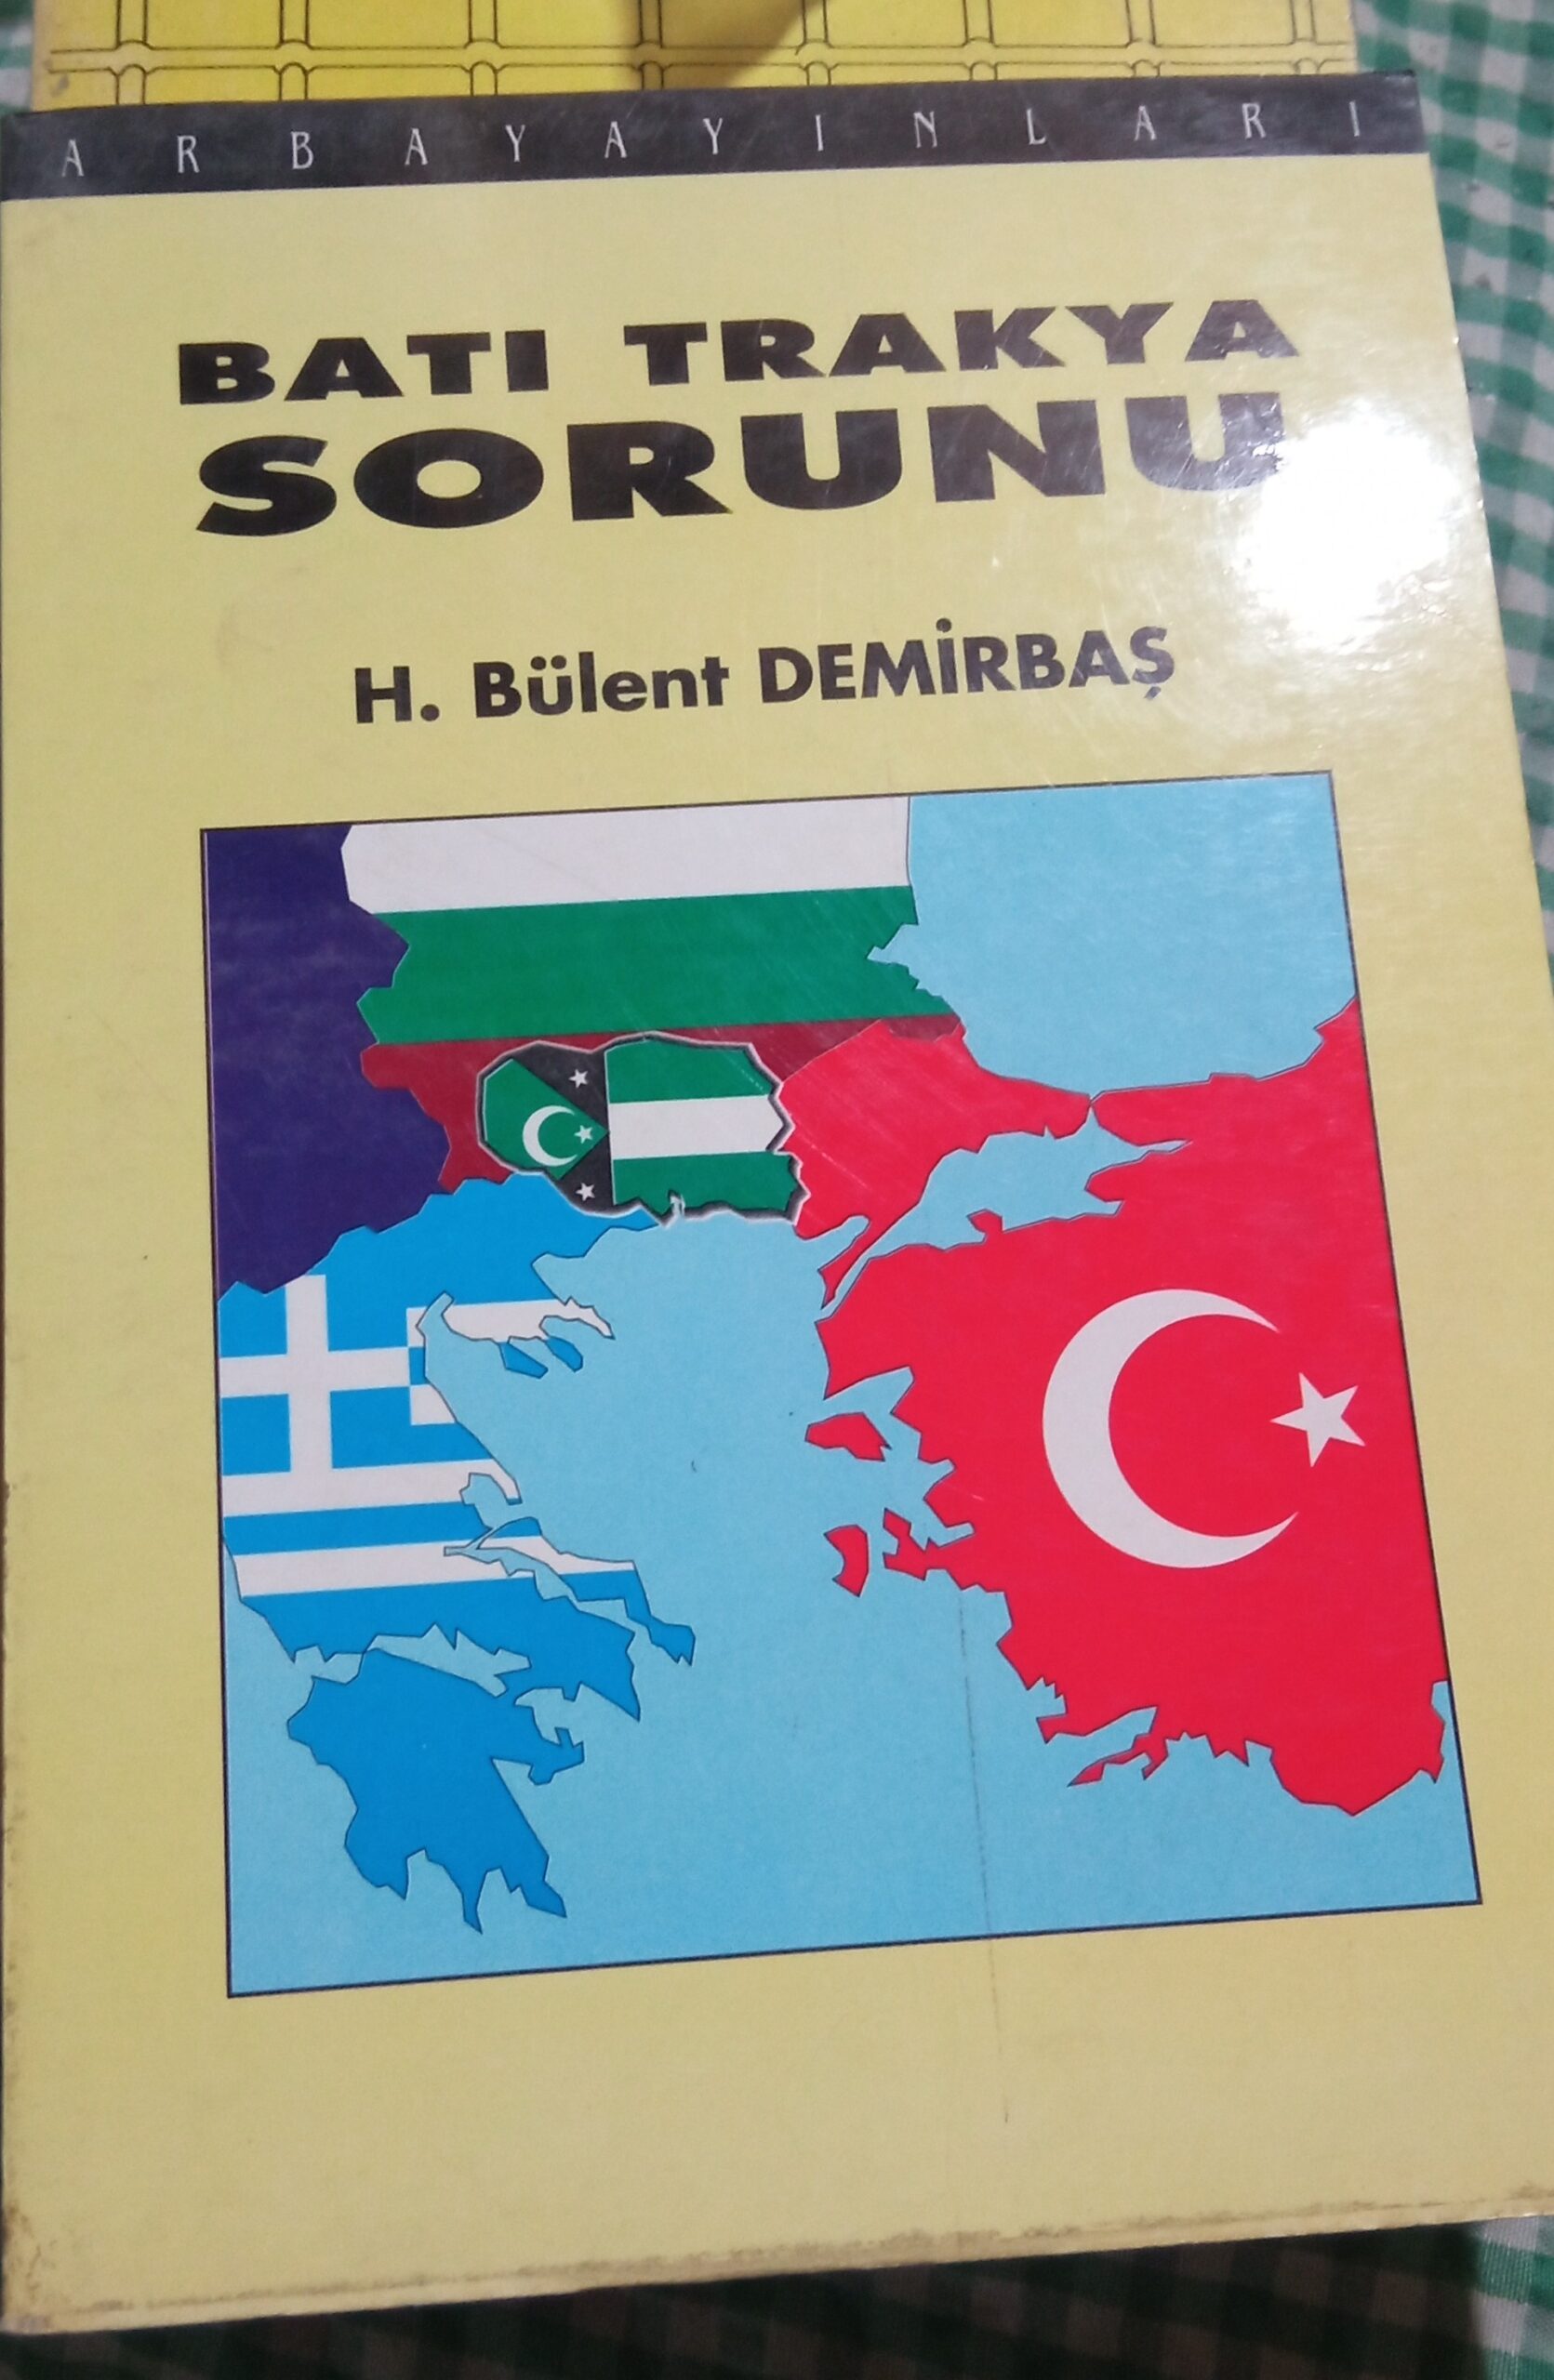 ARBA YAYINLARI
BATI TRAKYA
SORUNU
H. Bülent DEMİRBAŞ